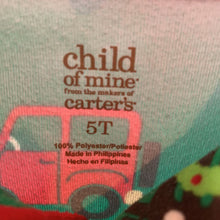 child
of mine
from the makers of
carter's
5T
100% Polyester/Poliester
Made in Philippines
Hecho en Filipinas